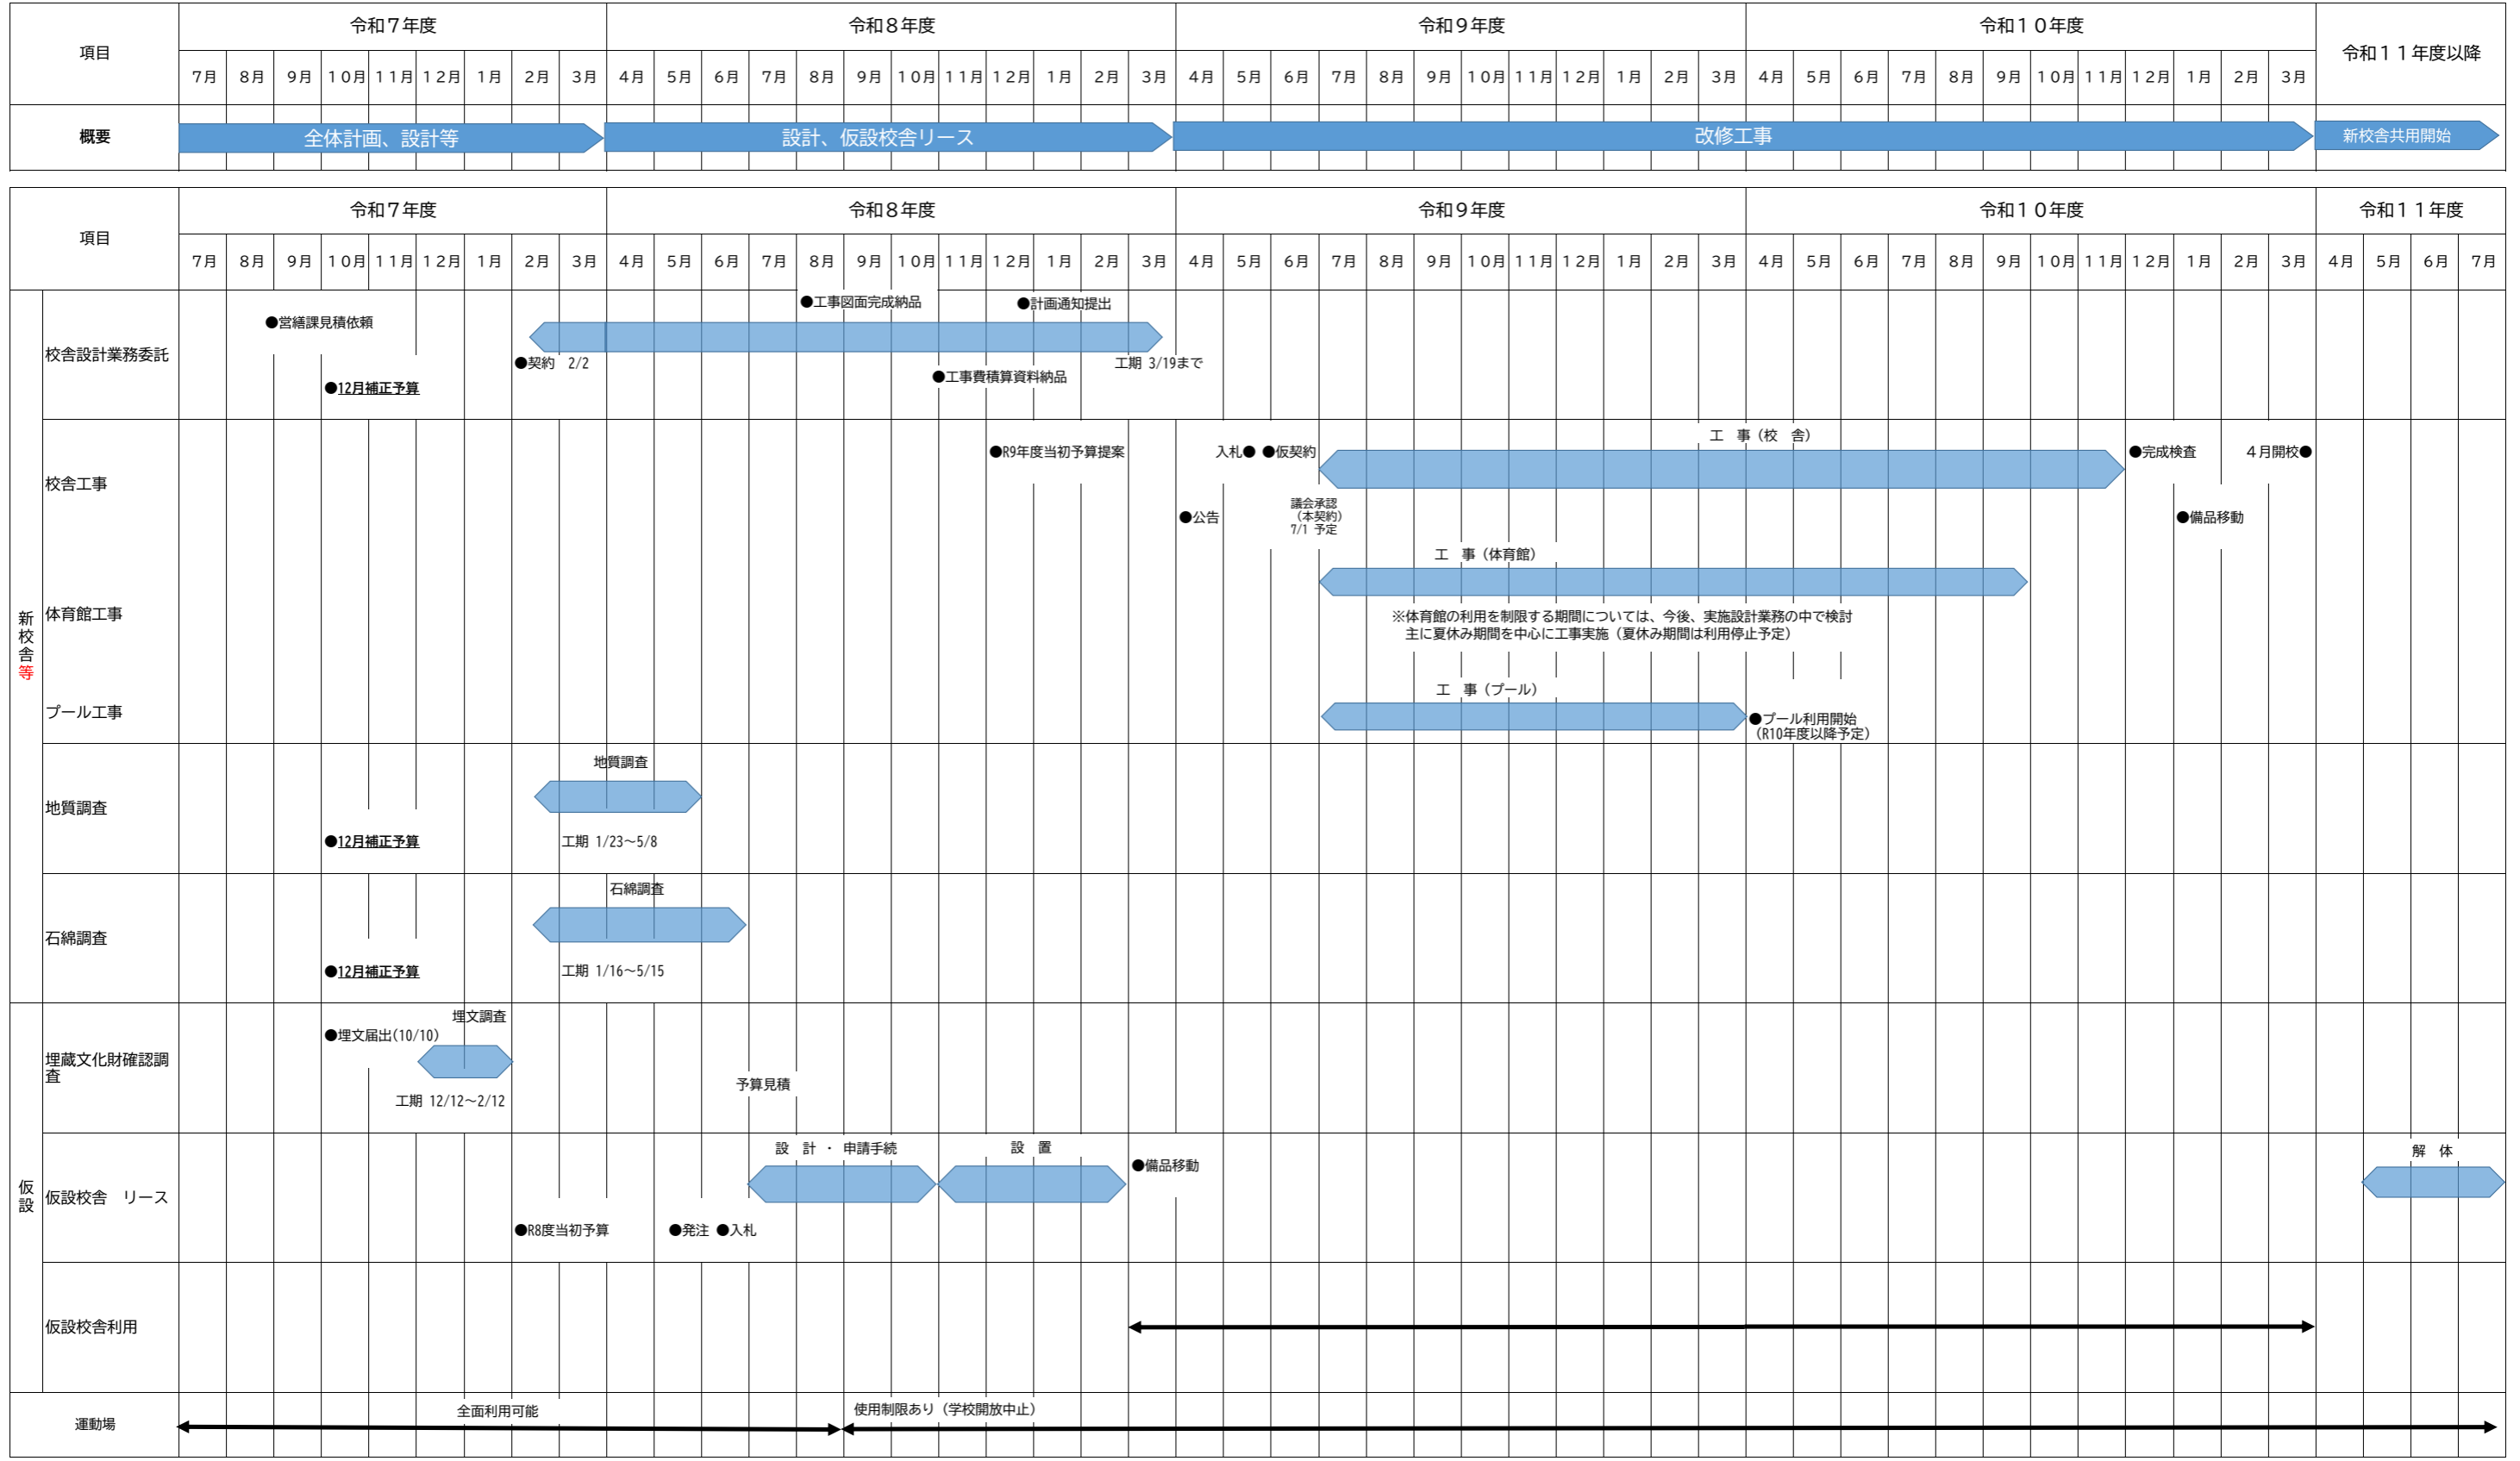 項目 令和７年度 令和８年度 令和９年度 令和１０年度 令和１１年度以降
7月 8月 9月 10月 11月 12月 1月 2月 3月 4月 5月 6月 7月 8月 9月 10月 11月 12月 1月 2月 3月 4月 5月 6月 7月 8月 9月 10月 11月 12月 1月 2月 3月 4月 5月 6月 7月 8月 9月 10月 11月 12月 1月 2月 3月
概要 全体計画、設計等 設計、仮設校舎リース 改修工事 新校舎共用開始
項目 令和７年度 令和８年度 令和９年度 令和１０年度 令和１１年度
7月 8月 9月 10月 11月 12月 1月 2月 3月 4月 5月 6月 7月 8月 9月 10月 11月 12月 1月 2月 3月 4月 5月 6月 7月 8月 9月 10月 11月 12月 1月 2月 3月 4月 5月 6月 7月 8月 9月 10月 11月 12月 1月 2月 3月 4月 5月 6月 7月
新校舎等
校舎設計業務委託
●工事図面完成納品 ●計画通知提出
●営繕課見積依頼
●契約　2/2 工期 3/19まで
●工事費積算資料納品
●12月補正予算
校舎工事
工　事（校　舎）
●R9年度当初予算提案 入札● ●仮契約 ●完成検査 ４月開校●
●公告
議会承認
（本契約）
7/1 予定
●備品移動
体育館工事
工　事（体育館）
※体育館の利用を制限する期間については、今後、実施設計業務の中で検討
主に夏休み期間を中心に工事実施（夏休み期間は利用停止予定）
プール工事
工　事（プール）
●プール利用開始
（R10年度以降予定）
地質調査
地質調査
●12月補正予算 工期 1/23～5/8
石綿調査
石綿調査
●12月補正予算 工期 1/16～5/15
仮設
埋蔵文化財確認調
査
埋文調査
●埋文届出(10/10)
予算見積
工期 12/12～2/12
仮設校舎　リース
設　計 ・ 申請手続 設　置 解　体
●備品移動
●R8度当初予算 ●発注 ●入札
仮設校舎利用
運動場
全面利用可能 使用制限あり（学校開放中止）